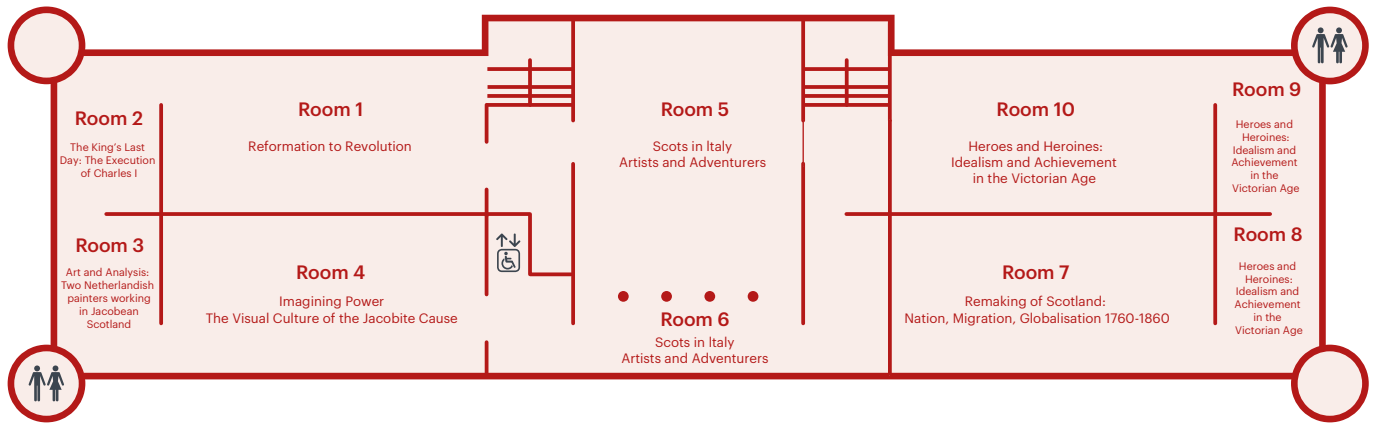 Room 1
Reformation to Revolution
Room 2
The King's Last
Day: The Execution
of Charles I
Room 3
Art and Analysis:
Two Netherlandish
painters working
in Jacobean
Scotland
Room 4
Imagining Power
The Visual Culture of the Jacobite Cause
Room 5
Scots in Italy
Artists and Adventurers
Room 6
Scots in Italy
Artists and Adventurers
Room 7
Remaking of Scotland:
Nation, Migration, Globalisation 1760-1860
Room 8
Heroes and
Heroines:
Idealism and
Achievement
in the
Victorian Age
Room 9
Heroes and
Heroines:
Idealism and
Achievement
in the
Victorian Age
Room 10
Heroes and Heroines:
Idealism and Achievement
in the Victorian Age